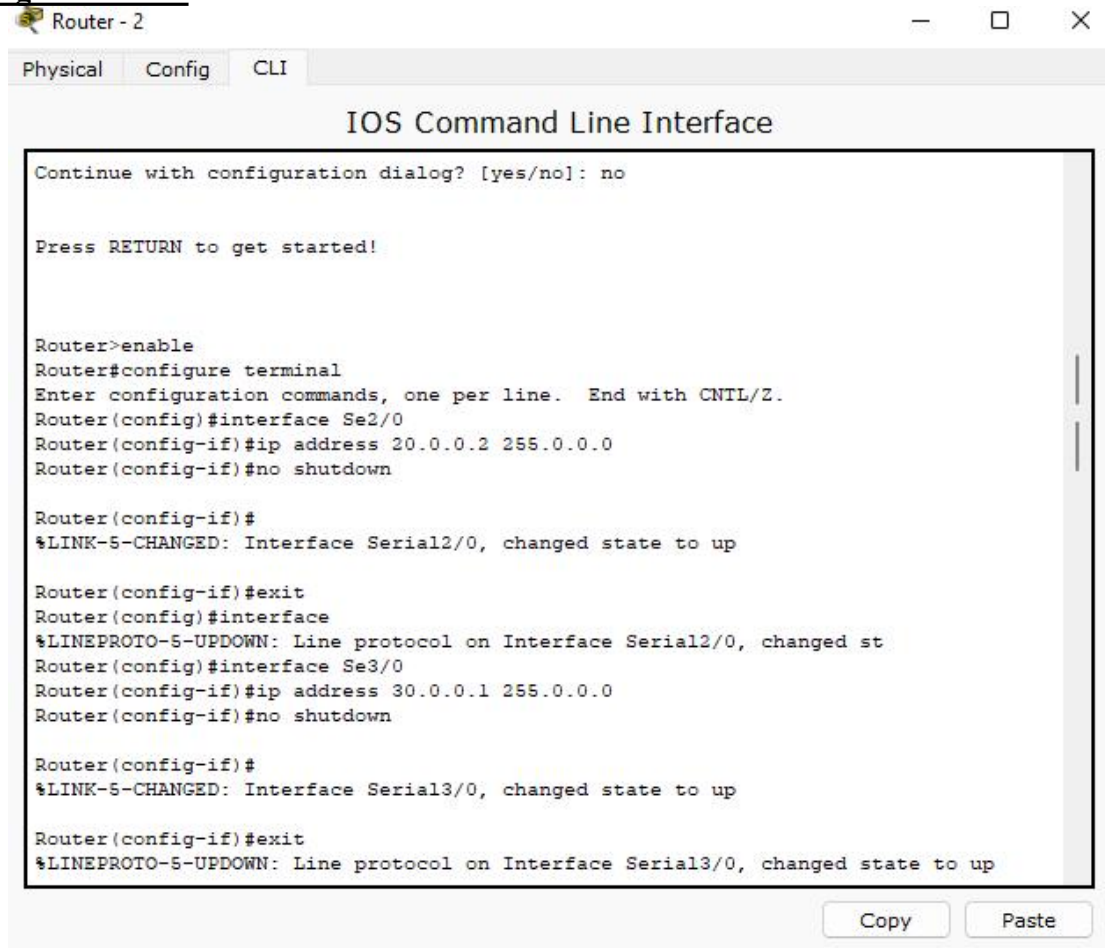 Router - 2
Physical Config CLI
IOS Command Line Interface
Continue with configuration dialog? [yes/no]: no
Press RETURN to get started!
Router>enable
Router#configure terminal
Enter configuration commands, one per line.  End with CNTL/Z.
Router(config)#interface Se2/0
Router(config-if)#ip address 20.0.0.2 255.0.0.0
Router(config-if)#no shutdown
Router(config-if)#
%LINK-5-CHANGED: Interface Serial2/0, changed state to up
Router(config-if)#exit
Router(config)#interface
%LINEPROTO-5-UPDOWN: Line protocol on Interface Serial2/0, changed st
Router(config)#interface Se3/0
Router(config-if)#ip address 30.0.0.1 255.0.0.0
Router(config-if)#no shutdown
Router(config-if)#
%LINK-5-CHANGED: Interface Serial3/0, changed state to up
Router(config-if)#exit
%LINEPROTO-5-UPDOWN: Line protocol on Interface Serial3/0, changed state to up
Copy Paste